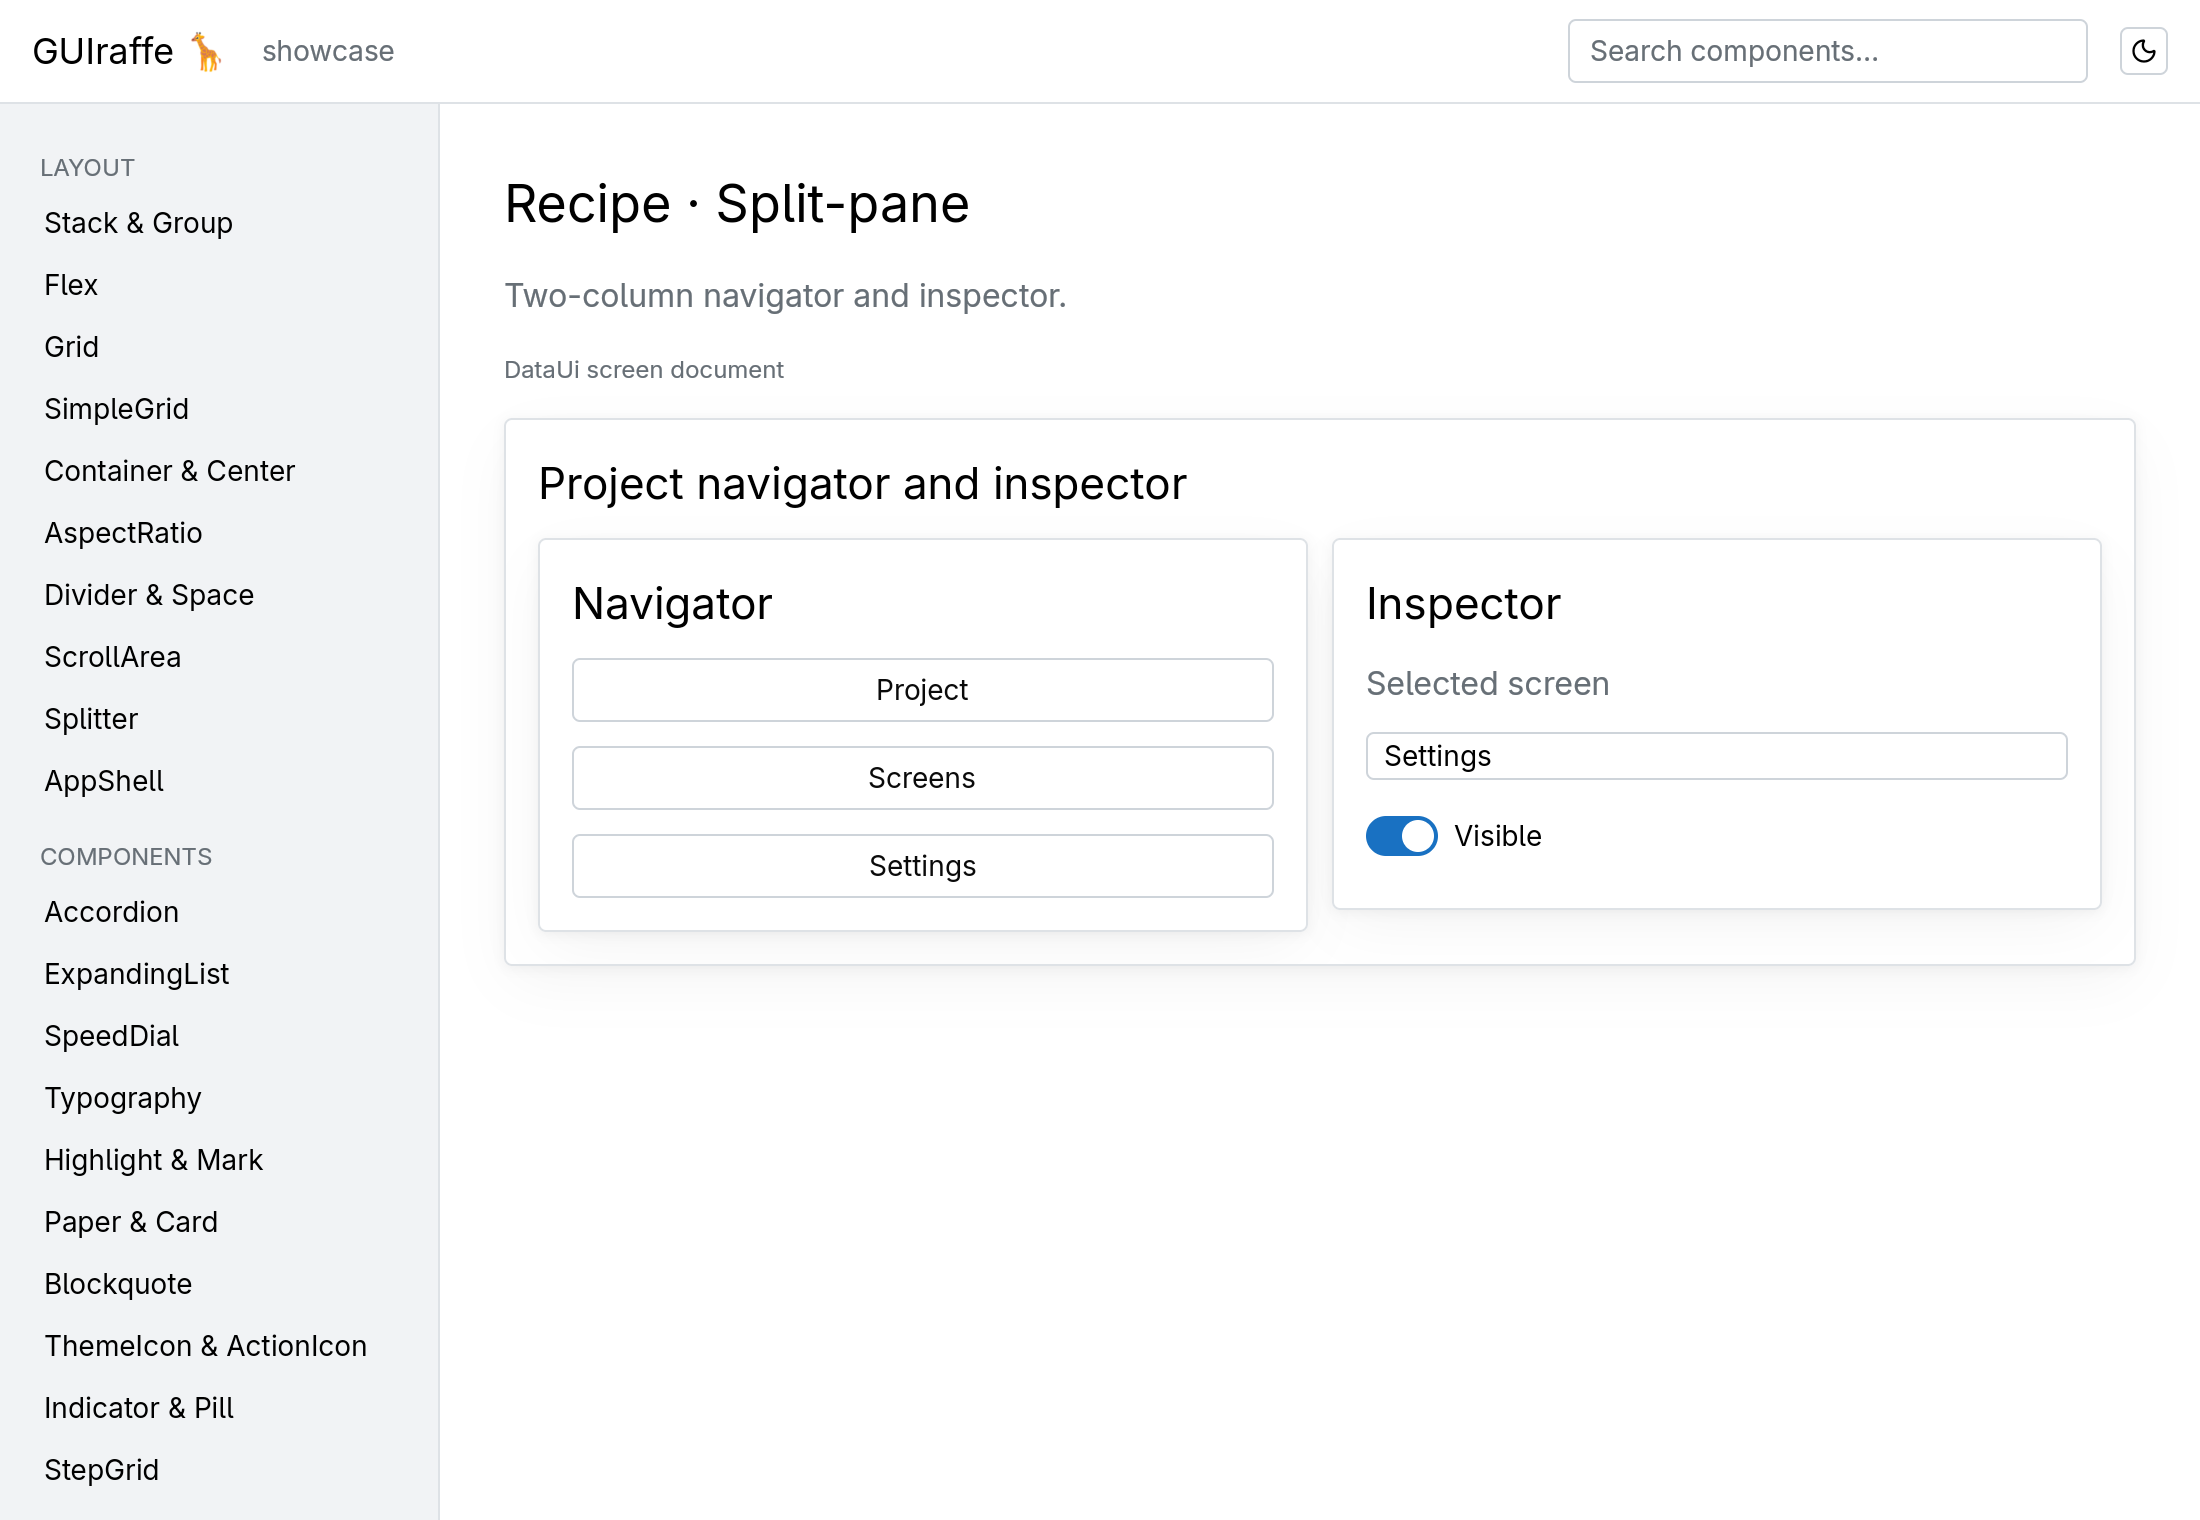 GUIraffe 🦒 showcase
Search components...
LAYOUT
Stack & Group
Flex
Grid
SimpleGrid
Container & Center
AspectRatio
Divider & Space
ScrollArea
Splitter
AppShell
COMPONENTS
Accordion
ExpandingList
SpeedDial
Typography
Highlight & Mark
Paper & Card
Blockquote
ThemeIcon & ActionIcon
Indicator & Pill
StepGrid
Recipe · Split-pane
Two-column navigator and inspector.
DataUi screen document
Project navigator and inspector
Navigator
Project
Screens
Settings
Inspector
Selected screen
Settings
Visible